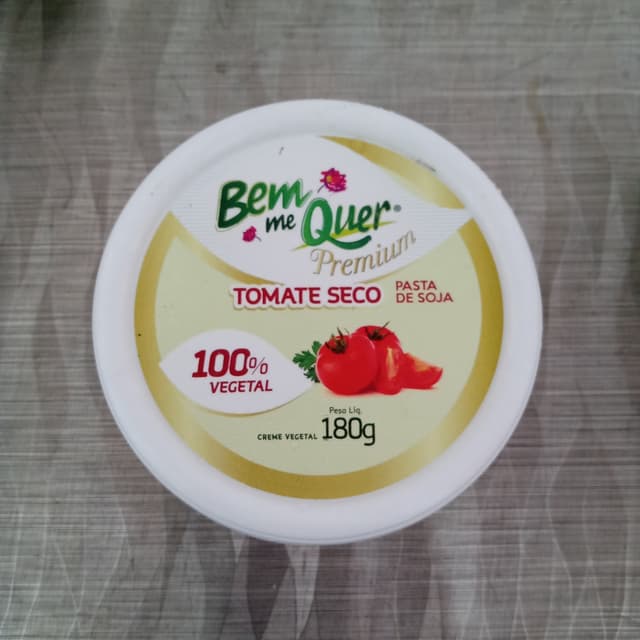 Bem
me Quer®
Premium
TOMATE SECO
PASTA
DE SOJA
100%
VEGETAL
Peso Líq.
CREME VEGETAL 180g